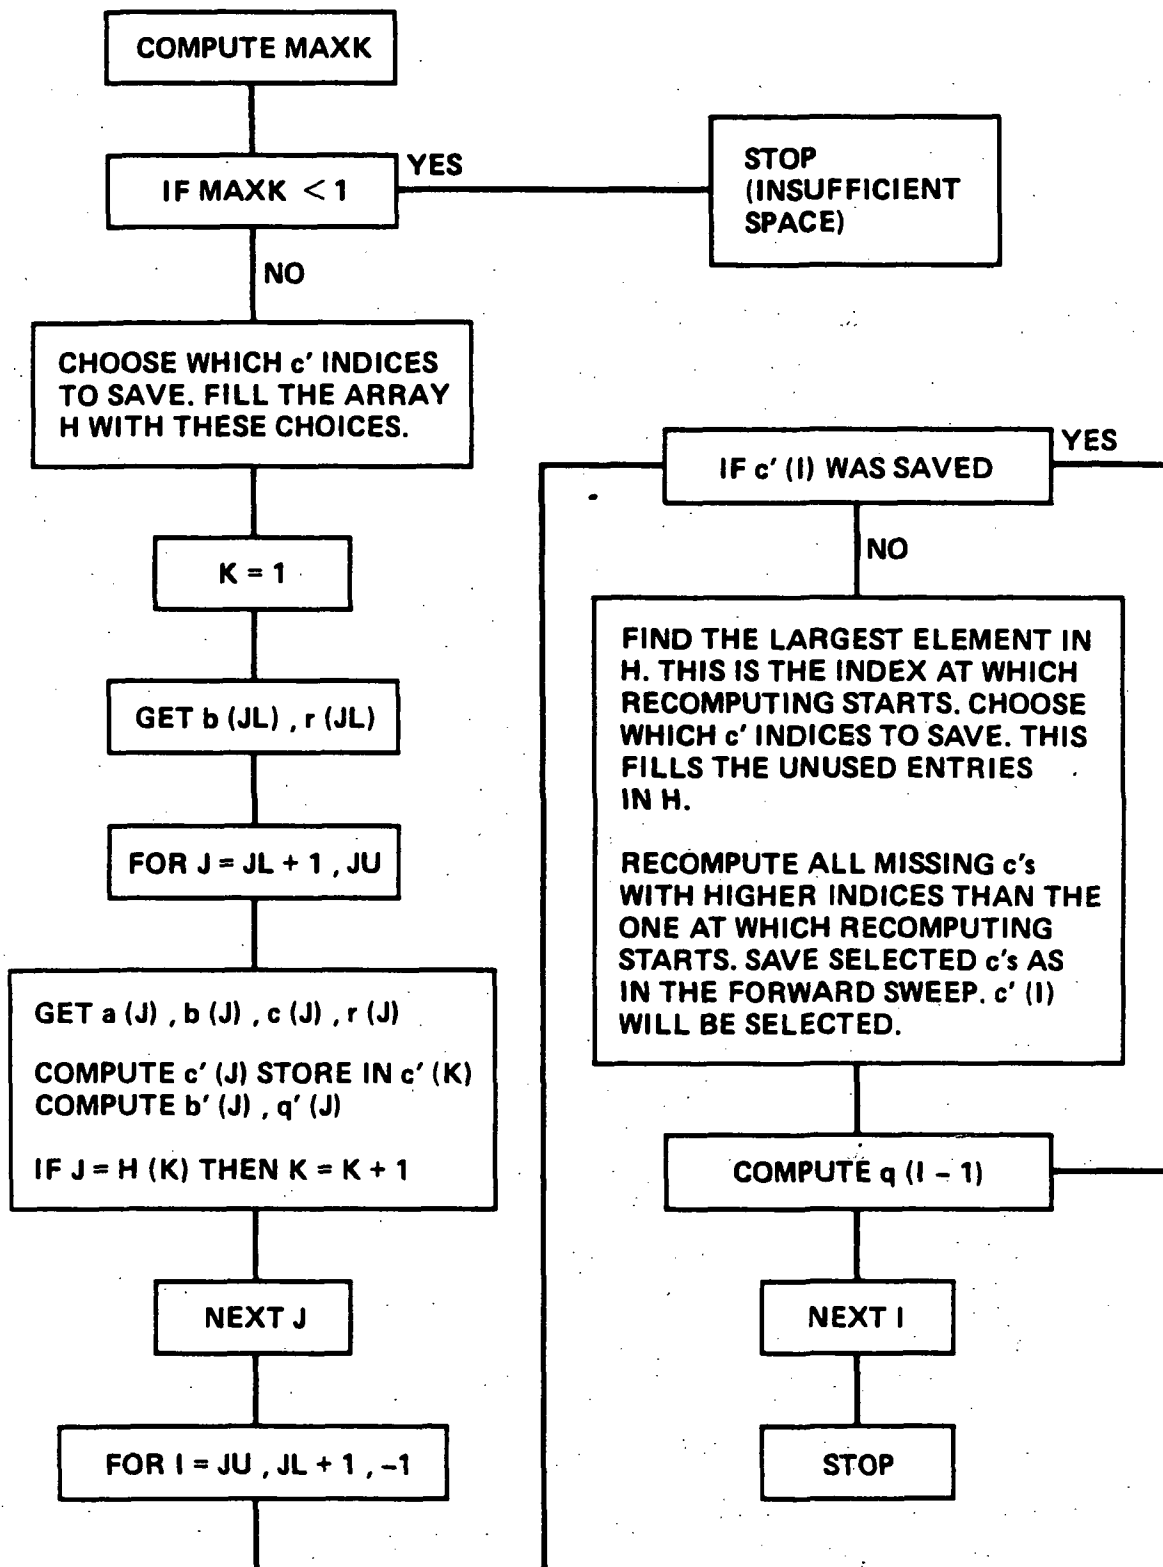 COMPUTE MAXK
IF MAXK < 1
YES
STOP
(INSUFFICIENT
SPACE)
NO
CHOOSE WHICH c' INDICES
TO SAVE. FILL THE ARRAY
H WITH THESE CHOICES.
K = 1
GET b (JL) , r (JL)
FOR J = JL + 1 , JU
GET a (J) , b (J) , c (J) , r (J)
COMPUTE c' (J) STORE IN c' (K)
COMPUTE b' (J) , q' (J)
IF J = H (K) THEN K = K + 1
NEXT J
FOR I = JU , JL + 1 , -1
IF c' (I) WAS SAVED
YES
NO
FIND THE LARGEST ELEMENT IN
H. THIS IS THE INDEX AT WHICH
RECOMPUTING STARTS. CHOOSE
WHICH c' INDICES TO SAVE. THIS
FILLS THE UNUSED ENTRIES
IN H.
RECOMPUTE ALL MISSING c's
WITH HIGHER INDICES THAN THE
ONE AT WHICH RECOMPUTING
STARTS. SAVE SELECTED c's AS
IN THE FORWARD SWEEP. c' (I)
WILL BE SELECTED.
COMPUTE q (I - 1)
NEXT I
STOP